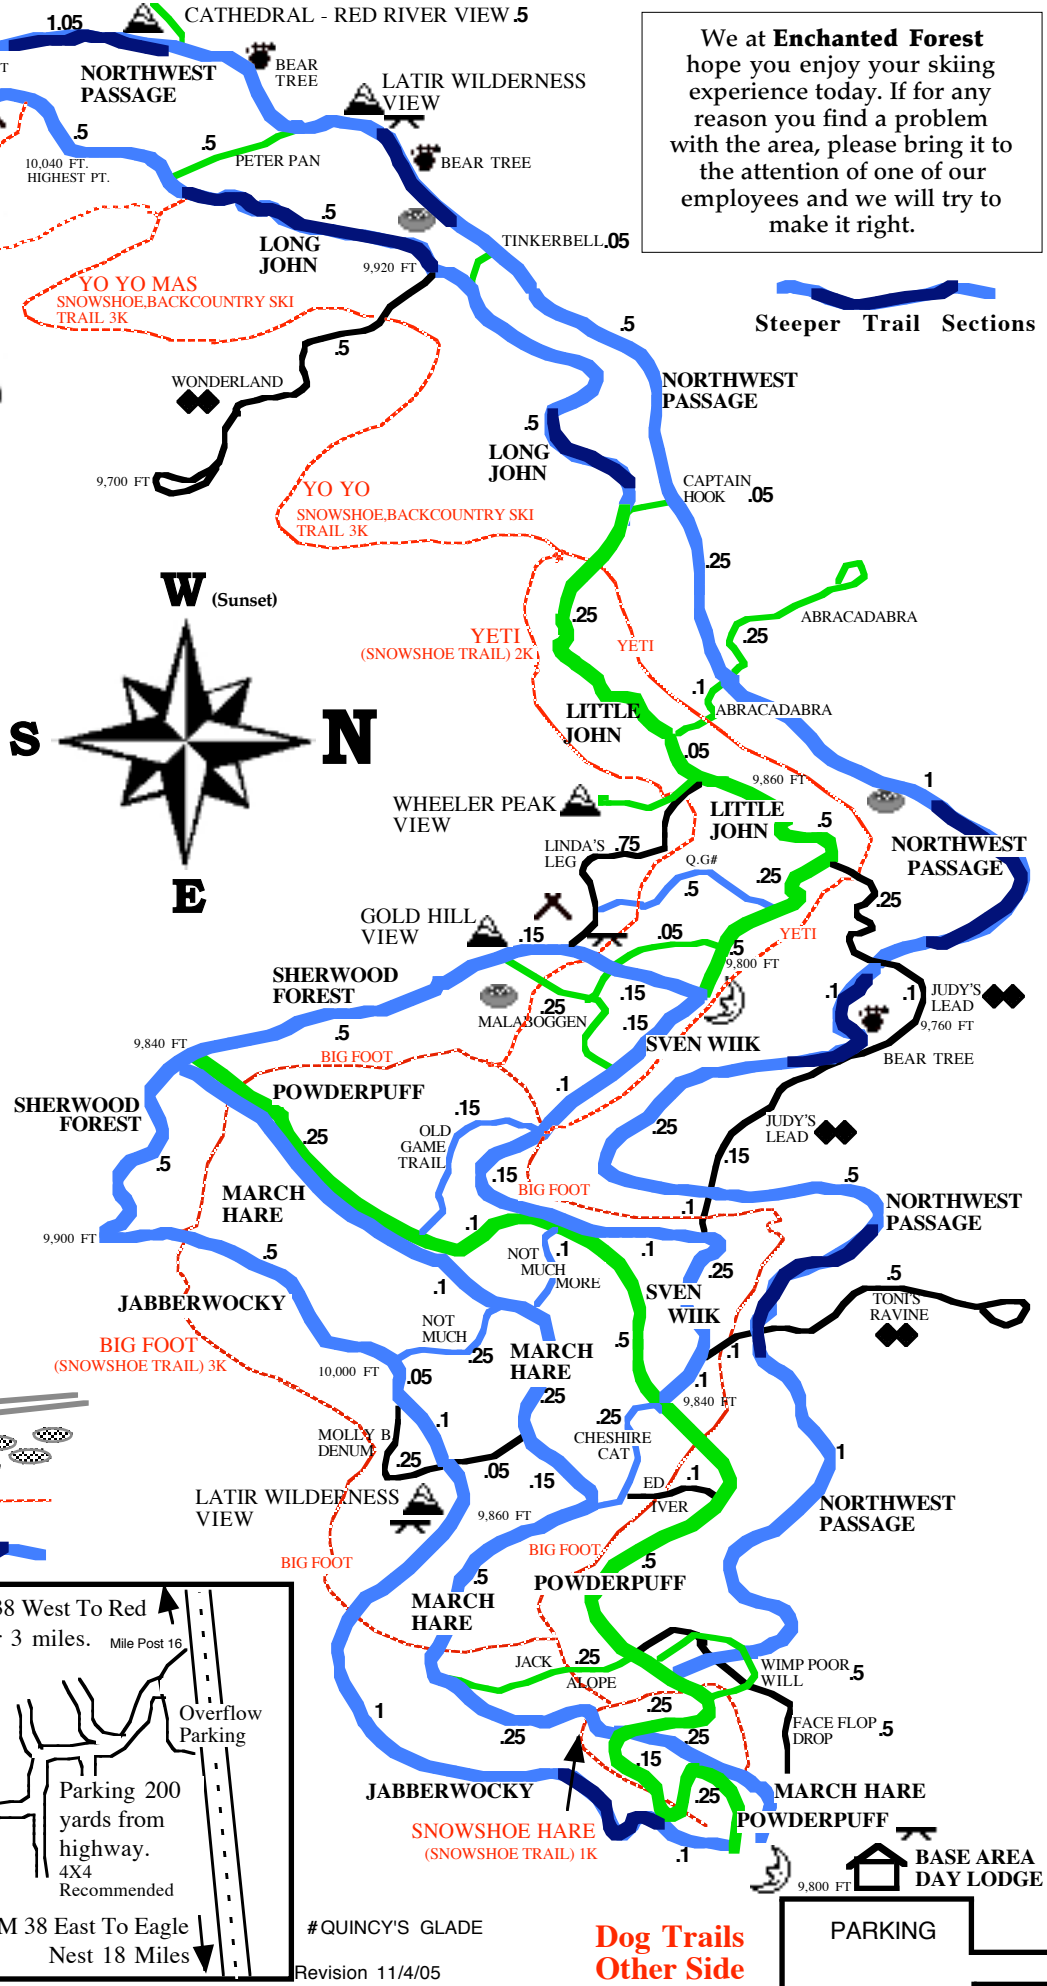 1.05
CATHEDRAL - RED RIVER VIEW .5
T
NORTHWEST
PASSAGE
BEAR
TREE
LATIR WILDERNESS
VIEW
We at Enchanted Forest
hope you enjoy your skiing
experience today. If for any
reason you find a problem
with the area, please bring it to
the attention of one of our
employees and we will try to
make it right.
.5
.5
PETER PAN
BEAR TREE
10,040 FT.
HIGHEST PT.
.5
LONG
JOHN
9,920 FT
TINKERBELL .05
YO YO MAS
SNOWSHOE,BACKCOUNTRY SKI
TRAIL 3K
Steeper Trail Sections
.5
.5
WONDERLAND
NORTHWEST
PASSAGE
.5
LONG
JOHN
9,700 FT
YO YO
SNOWSHOE,BACKCOUNTRY SKI
TRAIL 3K
CAPTAIN
HOOK .05
.25
W (Sunset)
S
N
E
.25
YETI
(SNOWSHOE TRAIL) 2K
YETI
ABRACADABRA
.25
.1
ABRACADABRA
LITTLE
JOHN
.05
9,860 FT
1
WHEELER PEAK
VIEW
LITTLE
JOHN
.5
NORTHWEST
PASSAGE
LINDA'S
LEG
.75
Q.G#
.5
.25
.25
GOLD HILL
VIEW
.15
.05
YETI
.5
9,800 FT
SHERWOOD
FOREST
.15
.25
MALABOGGEN
.15
.1
.1
JUDY'S
LEAD
9,760 FT
.5
SVEN WIIK
BEAR TREE
9,840 FT
BIG FOOT
POWDERPUFF
.1
SHERWOOD
FOREST
.15
.25
OLD
GAME
TRAIL
.25
JUDY'S
LEAD
.15
.5
.15
.5
MARCH
HARE
BIG FOOT
NORTHWEST
PASSAGE
9,900 FT
.1
.1
.5
NOT
MUCH
MORE
.1
.1
.25
.5
JABBERWOCKY
.1
SVEN
WIIK
TONI'S
RAVINE
BIG FOOT
(SNOWSHOE TRAIL) 3K
NOT
MUCH
.25
MARCH
HARE
.5
.1
10,000 FT
.05
.1
.25
9,840 FT
.1
.25
CHESHIRE
CAT
MOLLY B
DENUM
.25
.05
.15
ED
IVER
.1
1
LATIR WILDERNESS
VIEW
9,860 FT
NORTHWEST
PASSAGE
BIG FOOT
BIG FOOT
.5
.5
POWDERPUFF
MARCH
HARE
38 West To Red
3 miles.
Mile Post 16
JACK
.25
ALOPE
WIMP POOR
WILL
.5
.25
Overflow
Parking
1
.25
.25
FACE FLOP
DROP
.5
.15
Parking 200
yards from
highway.
4X4
Recommended
JABBERWOCKY
.25
MARCH HARE
POWDERPUFF
SNOWSHOE HARE
(SNOWSHOE TRAIL) 1K
.1
BASE AREA
DAY LODGE
9,800 FT
M 38 East To Eagle
Nest 18 Miles
#QUINCY'S GLADE
Dog Trails
Other Side
PARKING
Revision 11/4/05